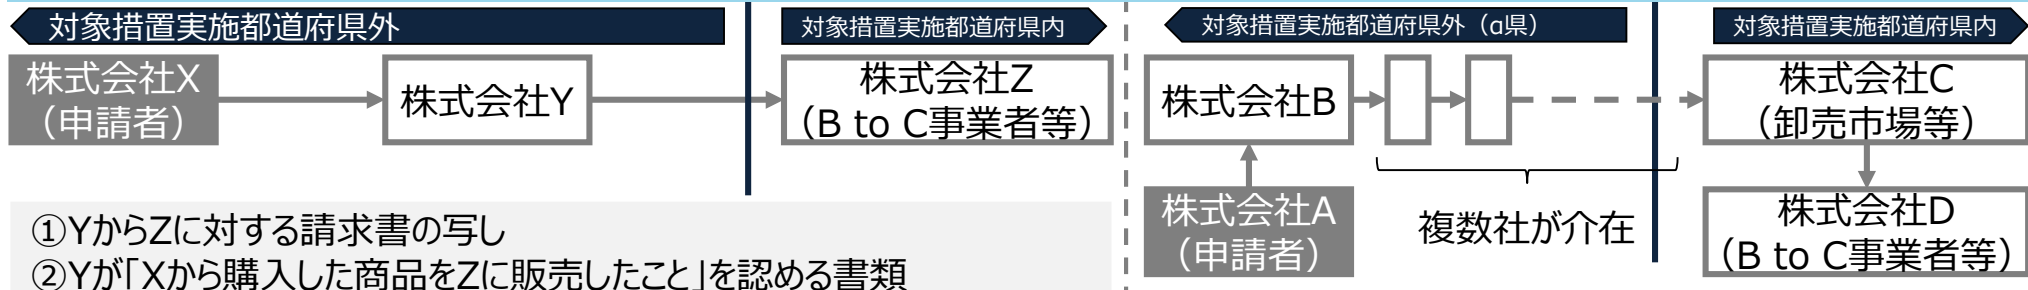 対象措置実施都道府県外
対象措置実施都道府県内
株式会社X
（申請者）
株式会社Y
株式会社Z
（B to C事業者等）
①YからZに対する請求書の写し
②Yが「Xから購入した商品をZに販売したこと」を認める書類
対象措置実施都道府県外（α県）
対象措置実施都道府県内
株式会社B
株式会社C
（卸売市場等）
株式会社A
（申請者）
複数社が介在
株式会社D
（B to C事業者等）